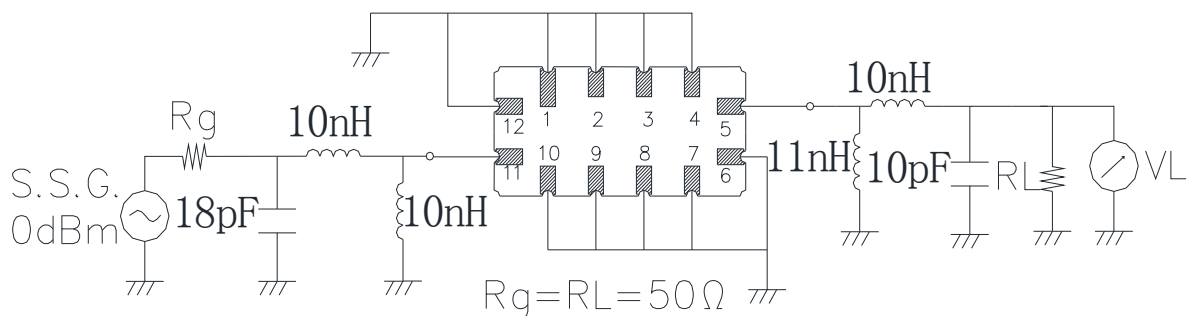 10nH
Rg
10nH
12
1
2
3
4
5
10
9
8
7
11
6
11nH
10pF
RL
VL
S.S.G.
0dBm
18pF
10nH
Rg=RL=50Ω